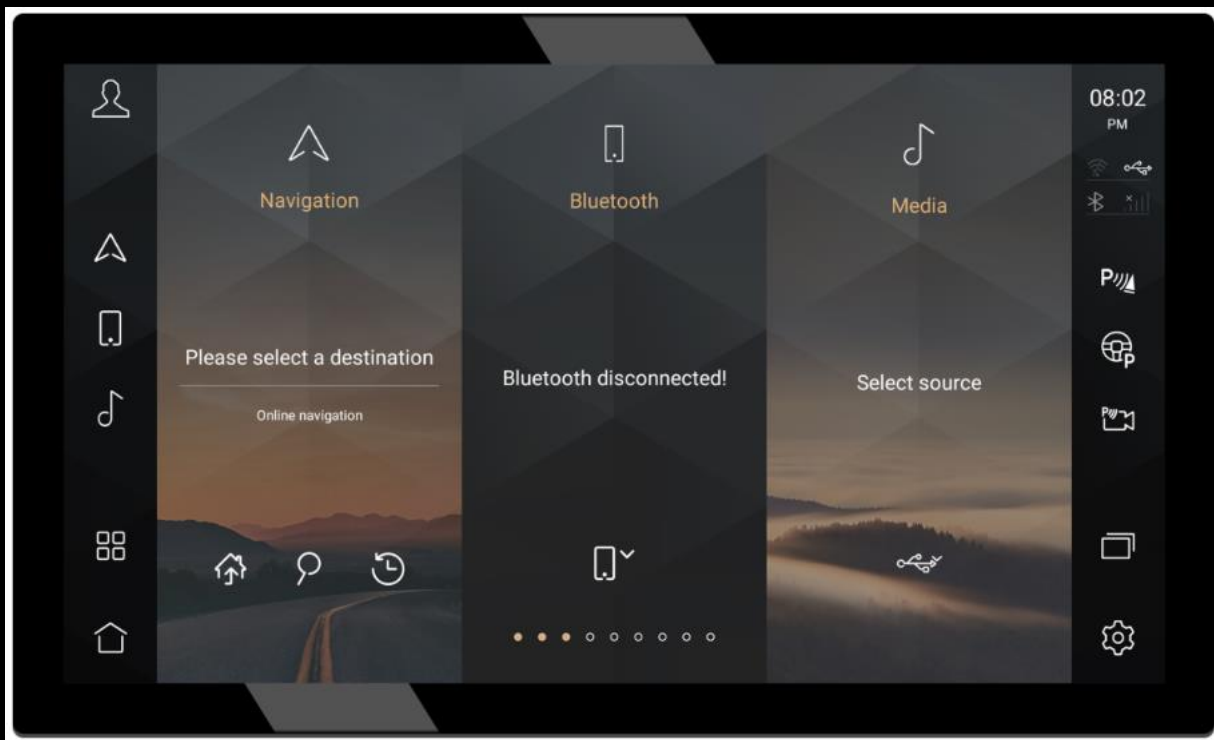 08:02
PM
Navigation
Bluetooth
Media
P
Please select a destination
P
Bluetooth disconnected!
Select source
Online navigation
P